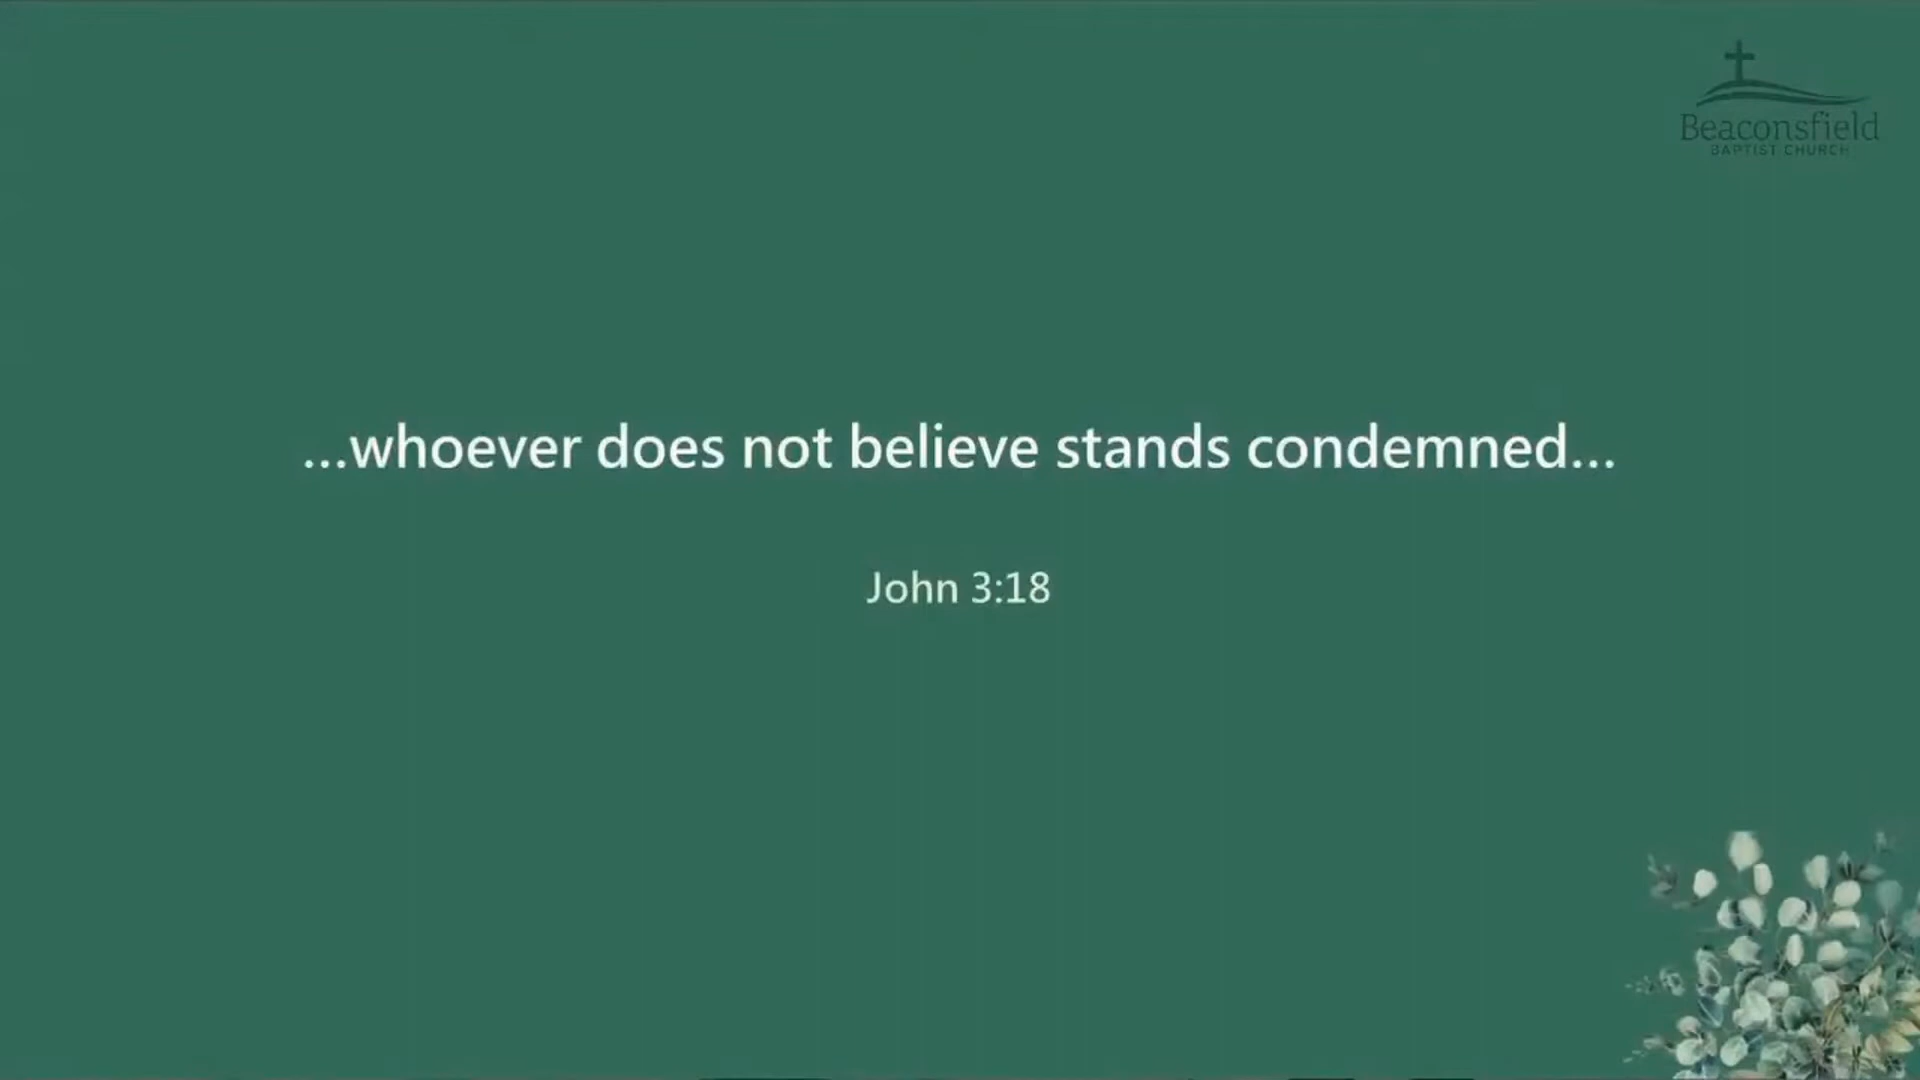 Beaconsfield
BAPTIST CHURCH
...whoever does not believe stands condemned...
John 3:18